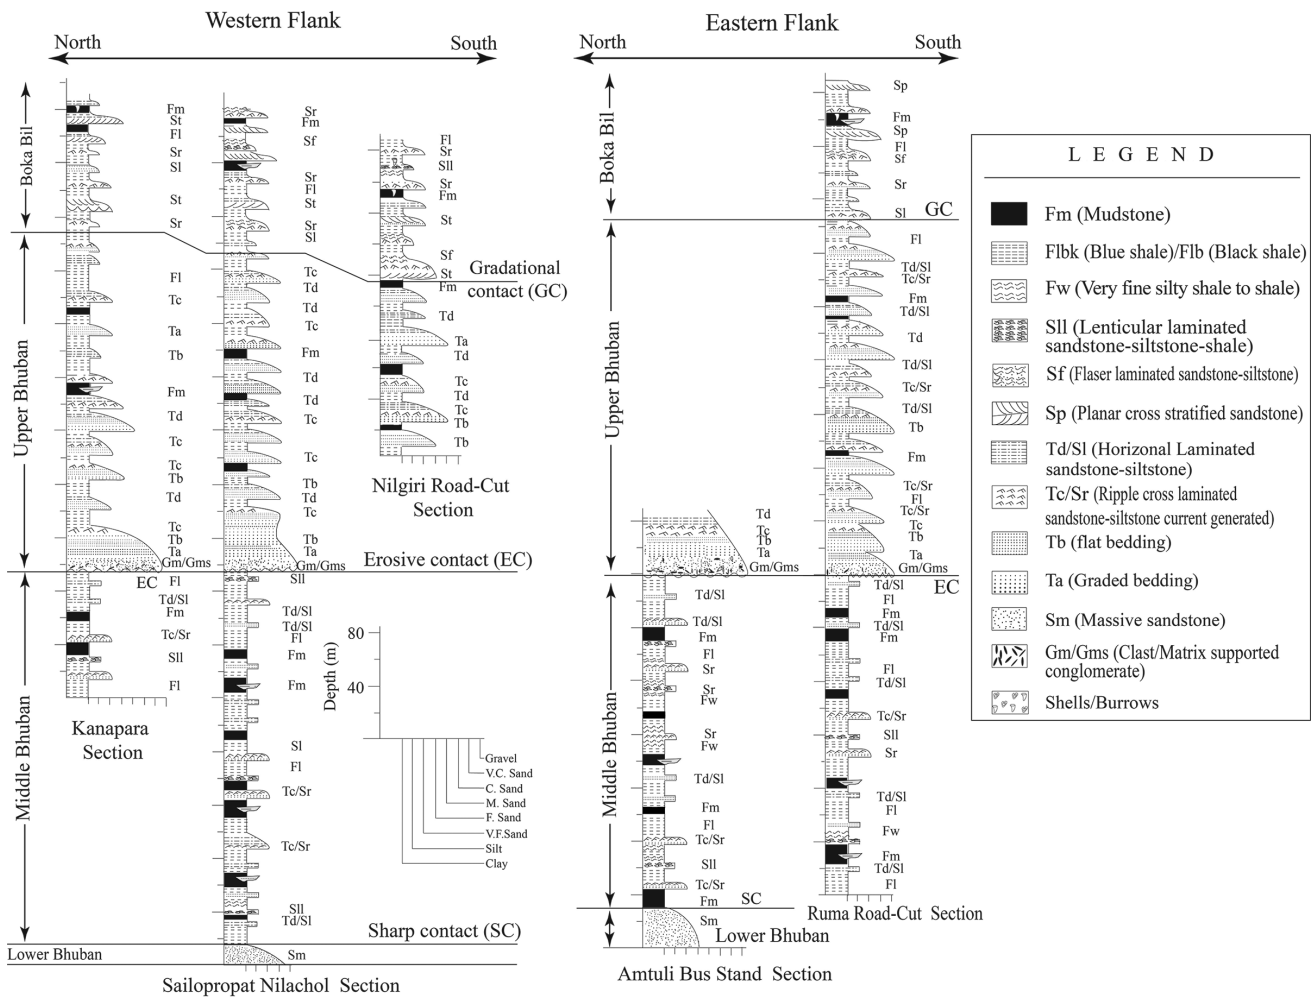 Western Flank
North
South
Boka Bil
Upper Bhuban
Middle Bhuban
Lower Bhuban
Fm
St
Fl
Sr
Sl
St
Sr
Fl
Tc
Ta
Tb
Fm
Td
Tc
Tc
Tb
Td
Tc
Tb
Ta
Gm/Gms
EC
Fl
Td/Sl
Fm
Tc/Sr
Sll
Fl
Kanapara
Section
Sr
Fm
Sf
Sr
Fl
St
Sr
Sl
Tc
Td
Td
Tc
Fm
Td
Td
Tc
Tc
Tb
Td
Tc
Tb
Ta
Gm/Gms
Sll
Td/Sl
Td/Sl
Fl
Fm
Fm
Sl
Fl
Tc/Sr
Tc/Sr
Sll
Td/Sl
Sm
Sailopropat Nilachol Section
Fl
Sr
Sll
Sr
Fm
St
Sf
St
Fm
Td
Ta
Td
Tc
Td
Tc
Tb
Tb
Nilgiri Road-Cut
Section
Gradational
contact (GC)
Erosive contact (EC)
Sharp contact (SC)
Depth (m)
80
40
Gravel
V.C. Sand
C. Sand
M. Sand
F. Sand
V.F.Sand
Silt
Clay
Eastern Flank
North
South
Boka Bil
Upper Bhuban
Middle Bhuban
Lower Bhuban
Td
Tc
Tb
Ta
Gm/Gms
Td/Sl
Td/Sl
Fm
Fl
Sr
Sr
Fw
Sr
Fw
Td/Sl
Fm
Fl
Tc/Sr
Sll
Tc/Sr
Fm
SC
Sm
Amtuli Bus Stand Section
Sp
Fm
Sp
Fl
Sf
Sr
Sl
GC
Fl
Td/Sl
Tc/Sr
Fm
Td/Sl
Td
Td/Sl
Tc/Sr
Td/Sl
Tb
Fm
Tc/Sr
Fl
Tc/Sr
Tc
Tb
Ta
Gm/Gms
EC
Td/Sl
Fl
Fm
Td/Sl
Fm
Fl
Td/Sl
Tc/Sr
Sll
Sr
Td/Sl
Fl
Fw
Fm
Td/Sl
Fl
Ruma Road-Cut Section
LEGEND
Fm (Mudstone)
Flbk (Blue shale)/Flb (Black shale)
Fw (Very fine silty shale to shale)
Sll (Lenticular laminated
sandstone-siltstone-shale)
Sf (Flaser laminated sandstone-siltstone)
Sp (Planar cross stratified sandstone)
Td/Sl (Horizonal Laminated
sandstone-siltstone)
Tc/Sr (Ripple cross laminated
sandstone-siltstone current generated)
Tb (flat bedding)
Ta (Graded bedding)
Sm (Massive sandstone)
Gm/Gms (Clast/Matrix supported
conglomerate)
Shells/Burrows